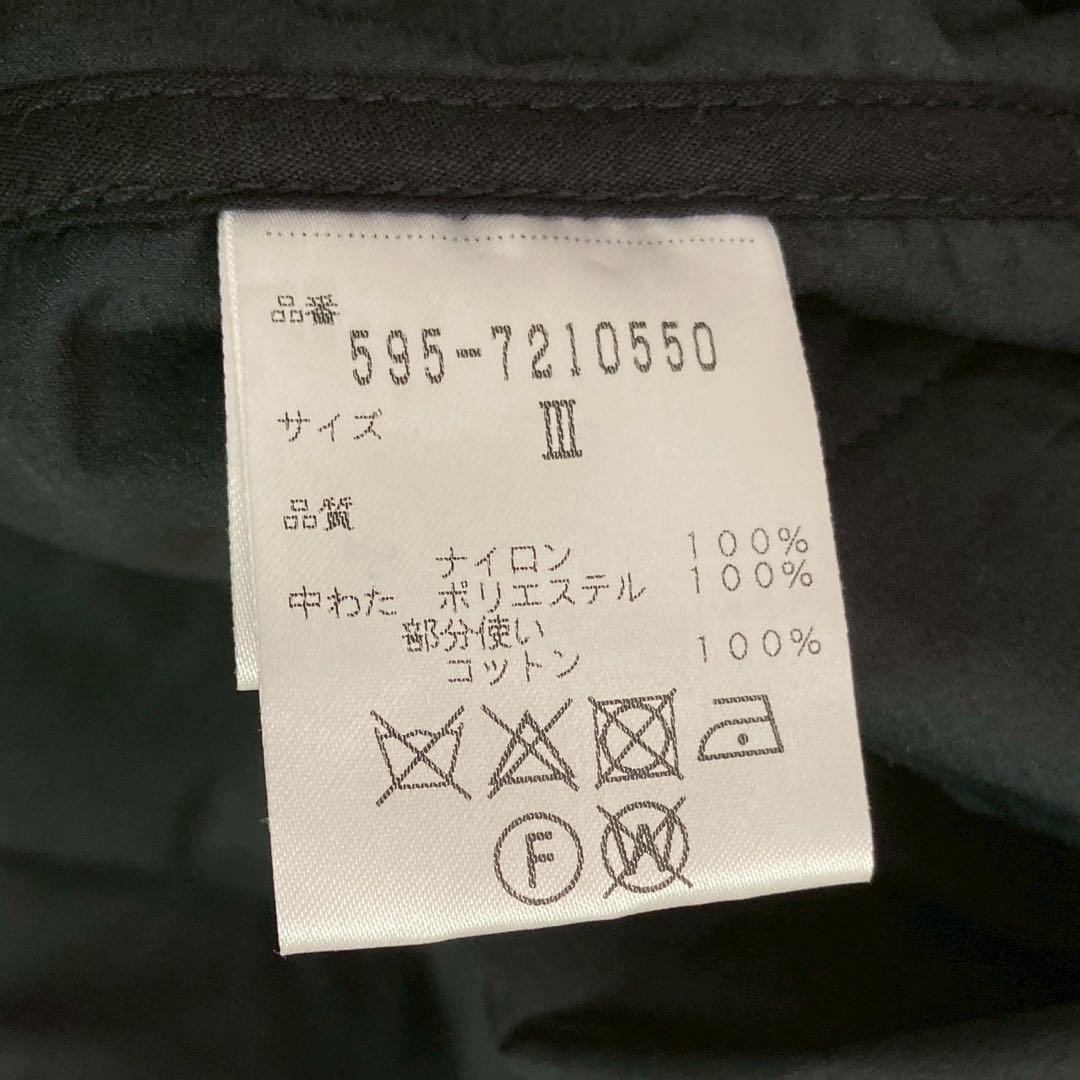 品番
595-7210550
サイズ Ⅲ
品質
ナイロン 100%
中わた ポリエステル 100%
部分使い
コットン 100%
F
W